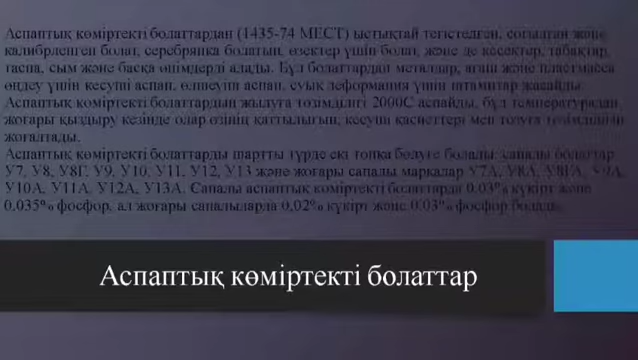 Аспаптық көміртекті болаттардан (1435-74 МЕСТ) ыстықтай тегістелген, соғылған және
калибрленген болат, серебрянка болатын, өзектер үшін болат, және де кесектер, табақтар,
таспа, сым және басқа өнімдерді алады. Бұл болаттардан металдар, ағаш және пластмасса
өңдеу үшін кесуші аспап, өлшеуіш аспап, суық деформация үшін штамптар жасайды.
Аспаптық көміртекті болаттардың жылуға төзімділігі 2000С аспайды, бұл температурадан
жоғары қыздыру кезінде олар өзінің қаттылығын, кесуші қасиеттері мен тозуға төзімділігін
жоғалтады.
Аспаптық көміртекті болаттарды шартты түрде екі топқа бөлуге болады: сапалы болаттар
У7, У8, У8Г, У9, У10, У11, У12, У13 және жоғары сапалы маркалар У7А, У8А, У8ГА, У9А,
У10А, У11А, У12А, У13А. Сапалы аспаптық көміртекті болаттарда 0,03% күкірт және
0,035% фосфор, ал жоғары сапалыларда 0,02% күкірт және 0,03% фосфор болады.
Аспаптық көміртекті болаттар